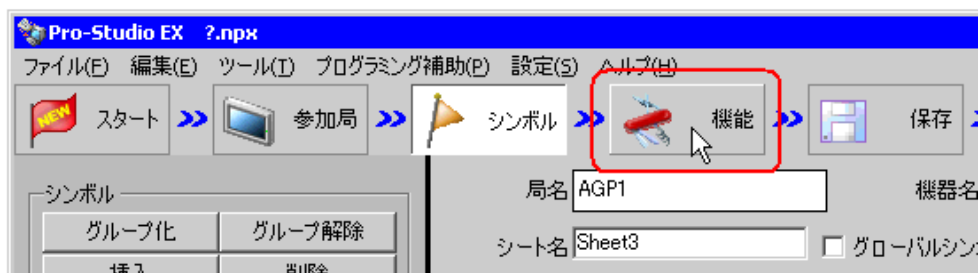 Pro-Studio EX ?.npx
ファイル(F) 編集(E) ツール(T) プログラミング補助(P) 設定(S) ヘルプ(H)
NEW スタート 参加局 シンボル 機能 保存
局名 AGP1 機器名
シンボル
グループ化 グループ解除
シート名 Sheet3 グローバルシン
挿入 削除